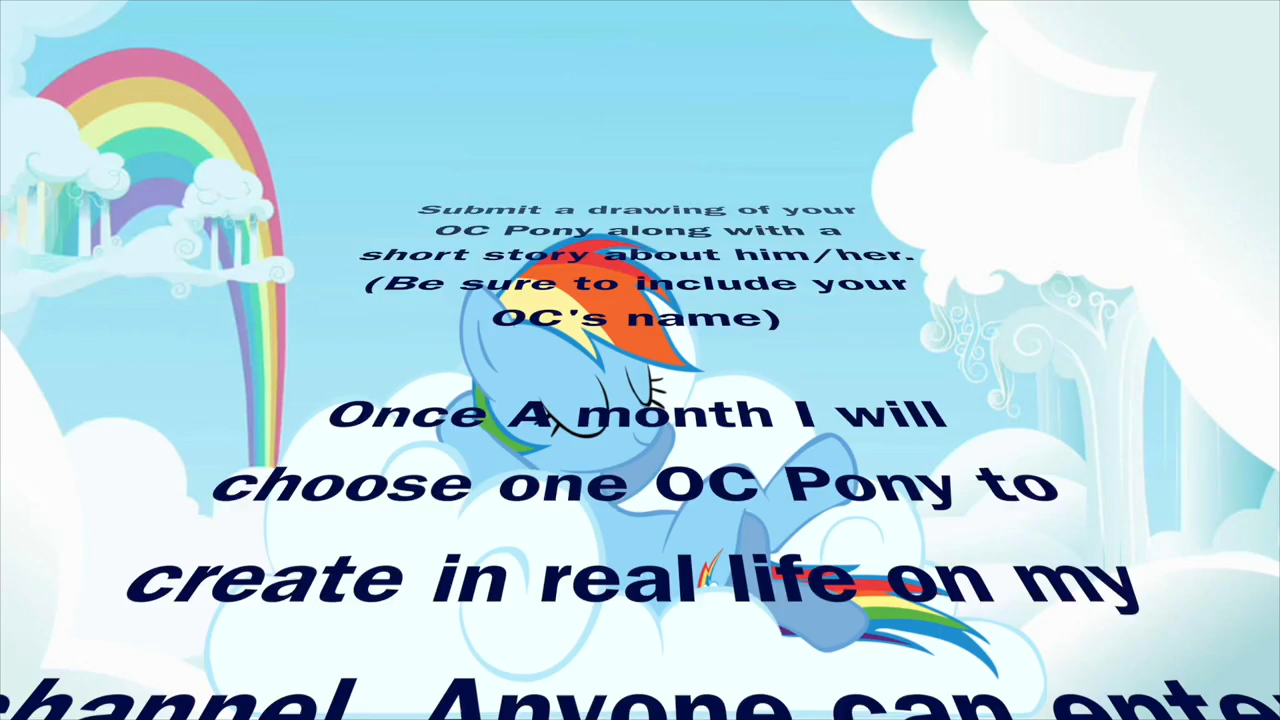 Submit a drawing of your
OC Pony along with a
short story about him/her.
(Be sure to include your
OC's name)
Once A month I will
choose one OC Pony to
create in real life on my
channel. Anyone can enter